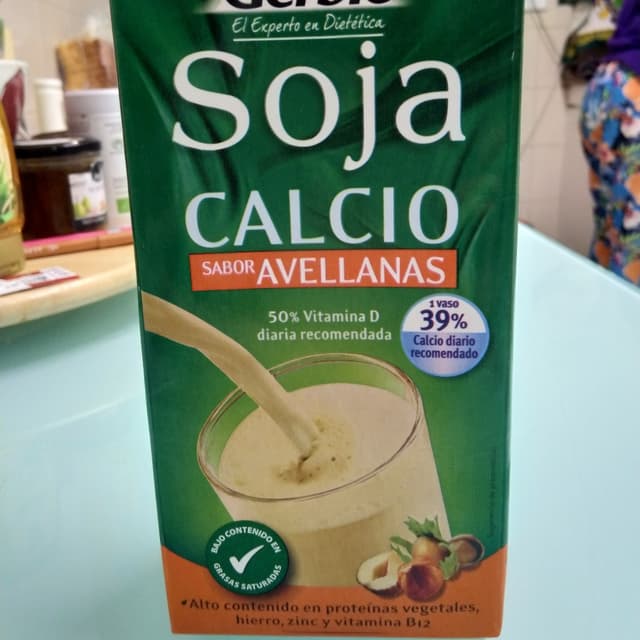 El Experto en Dietética
Soja
CALCIO
SABOR AVELLANAS
50% Vitamina D
diaria recomendada
1 vaso
39%
Calcio diario
recomendado
BAJO CONTENIDO EN
GRASAS SATURADAS
*Alto contenido en proteínas vegetales,
hierro, zinc y vitamina B12